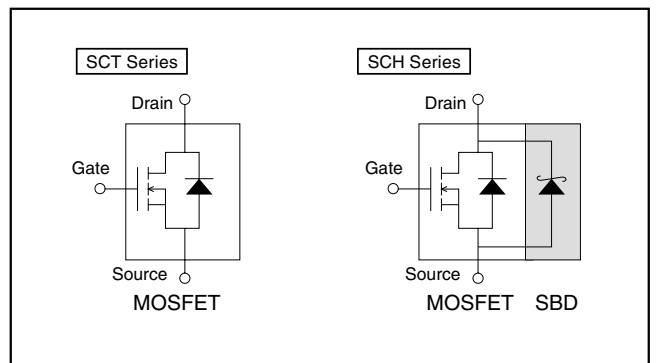 SCT Series
Drain
Gate
Source
MOSFET
SCH Series
Drain
Gate
Source
MOSFET SBD